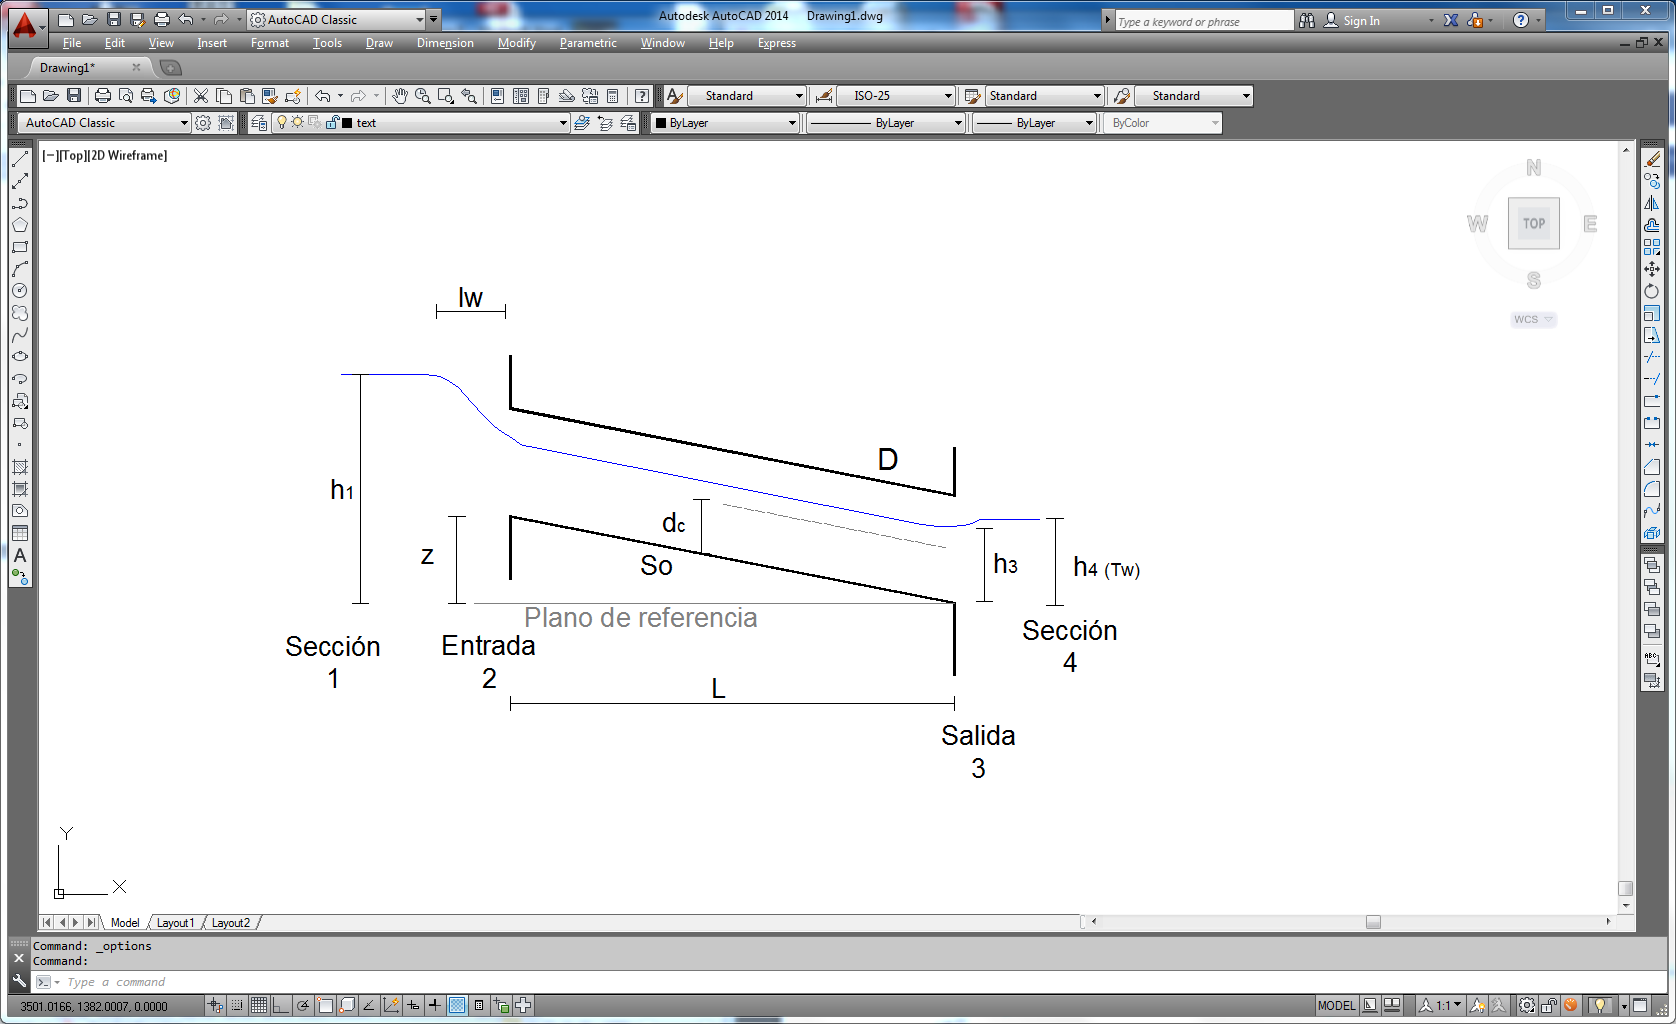 AutoCAD Classic
Autodesk AutoCAD 2014 Drawing1.dwg
Type a keyword or phrase
Sign In
File Edit View Insert Format Tools Draw Dimension Modify Parametric Window Help Express
Drawing1*
Standard ISO-25 Standard Standard
AutoCAD Classic text ByLayer ByLayer ByLayer ByColor
[−][Top][2D Wireframe]
N
W TOP E
S
WCS
lw
D
h1
dc
z
So
h3
h4 (Tw)
Plano de referencia
Sección
1
Entrada
2
Sección
4
L
Salida
3
Y
X
Model Layout1 Layout2
Command: _options
Command:
Type a command
3501.0166, 1382.0007, 0.0000
MODEL
1:1